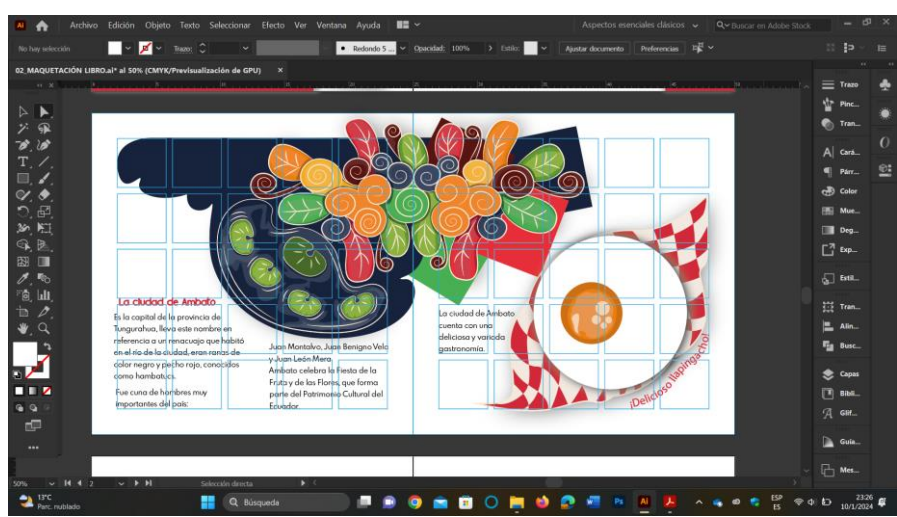 Archivo Edición Objeto Texto Seleccionar Efecto Ver Ventana Ayuda
Aspectos esenciales clásicos
Buscar en Adobe Stock
No hay selección
Trazo:
Redondo 5 ...
Opacidad: 100%
Estilo:
Ajustar documento
Preferencias
02_MAQUETACIÓN LIBRO.ai* al 50% (CMYK/Previsualización de GPU) ×
La ciudad de Ambato
Es la capital de la provincia de
Tungurahua, lleva este nombre en
referencia a un renacuajo que habitó
en el río de la ciudad, eran ranas de
color negro y pecho rojo, conocidos
como hambatucs.
Fue cuna de hombres muy
importantes del país:
Juan Montalvo, Juan Benigno Vela
y Juan León Mera.
Ambato celebra la Fiesta de la
Fruta y de las Flores, que forma
parte del Patrimonio Cultural del
Ecuador.
La ciudad de Ambato
cuenta con una
deliciosa y variada
gastronomía.
¡Delicioso llapingacho!
Trazo
Pinc...
Tran...
Cará...
Párr...
Color
Mue...
Deg...
Exp...
Estil...
Tran...
Alin...
Busc...
Capas
Bibli...
Glif...
Guía...
Mes...
50%
2
Selección directa
13°C
Parc. nublado
Búsqueda
ESP
ES
23:26
10/1/2024